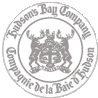 Hudson's Bay Company
Compagnie de la Baie d'Hudson